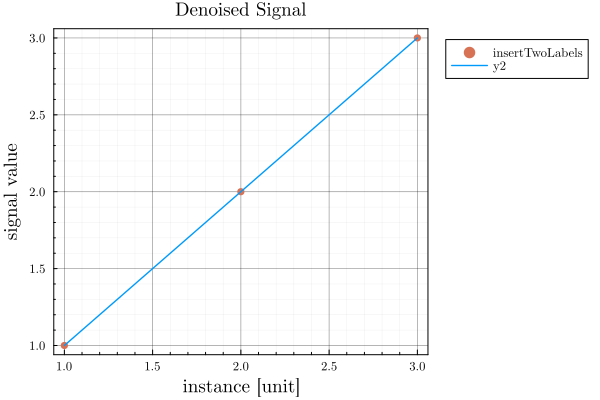 Denoised Signal
3.0
2.5
2.0
1.5
1.0
signal value
1.0 1.5 2.0 2.5 3.0
instance [unit]
insertTwoLabels
y2